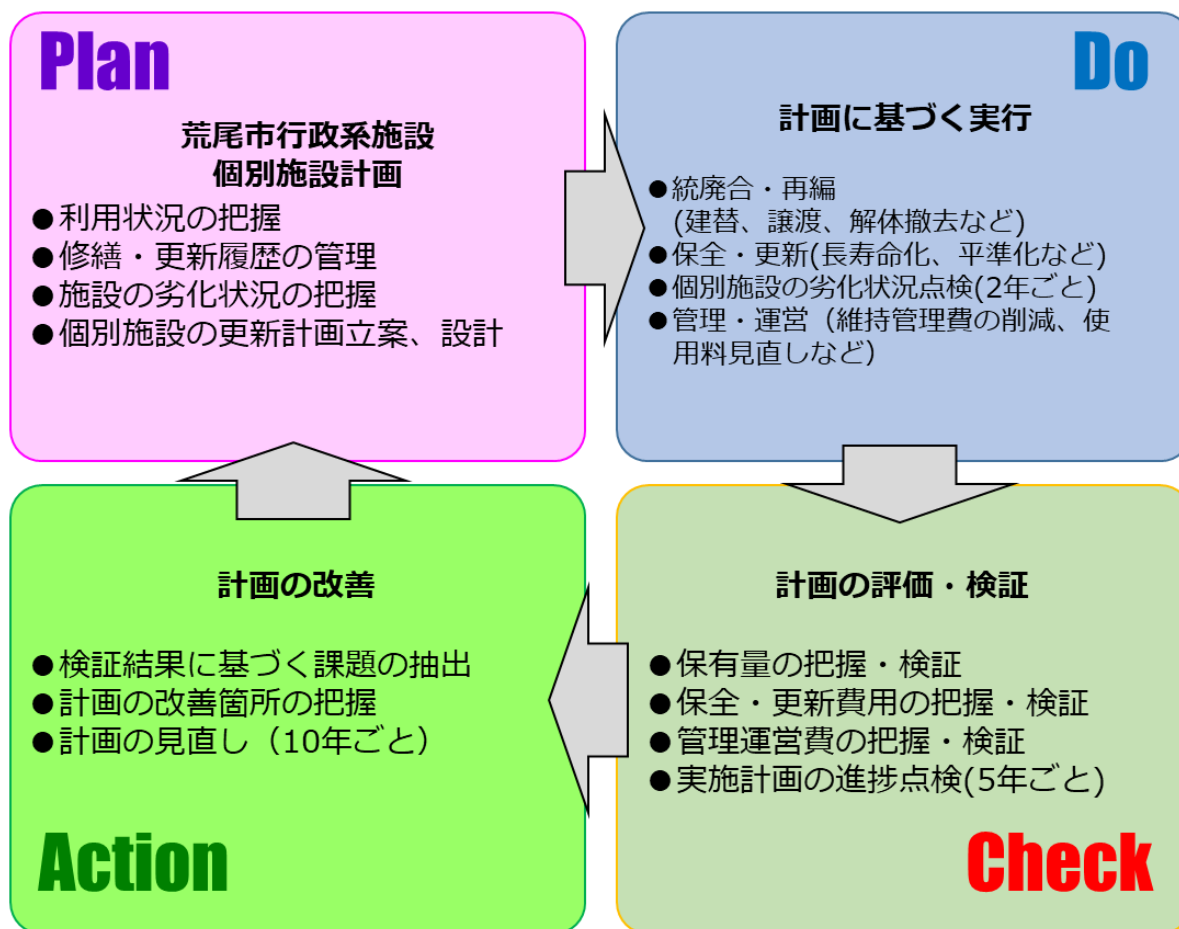 Plan
荒尾市行政系施設
個別施設計画
●利用状況の把握
●修繕・更新履歴の管理
●施設の劣化状況の把握
●個別施設の更新計画立案、設計
Do
計画に基づく実行
●統廃合・再編
(建替、譲渡、解体撤去など)
●保全・更新(長寿命化、平準化など)
●個別施設の劣化状況点検(2年ごと)
●管理・運営（維持管理費の削減、使
用料見直しなど）
計画の改善
●検証結果に基づく課題の抽出
●計画の改善箇所の把握
●計画の見直し（10年ごと）
Action
計画の評価・検証
●保有量の把握・検証
●保全・更新費用の把握・検証
●管理運営費の把握・検証
●実施計画の進捗点検(5年ごと)
Check